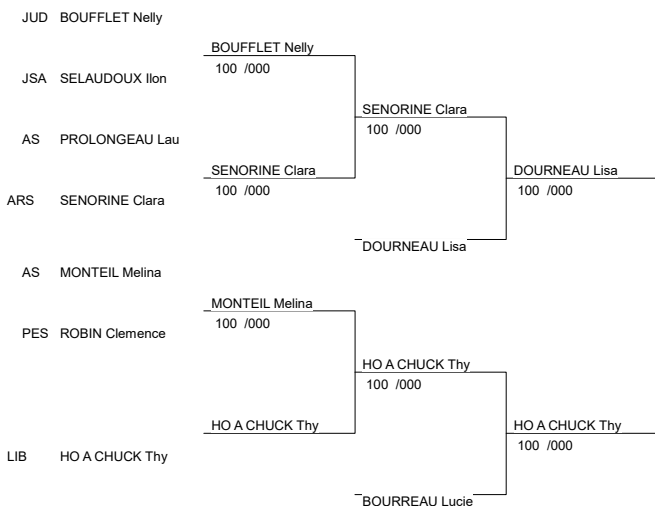 JUD BOUFFLET Nelly
BOUFFLET Nelly
100 /000
JSA SELAUDOUX Ilon
SENORINE Clara
100 /000
AS PROLONGEAU Lau
SENORINE Clara
100 /000
DOURNEAU Lisa
100 /000
ARS SENORINE Clara
DOURNEAU Lisa
AS MONTEIL Melina
MONTEIL Melina
100 /000
PES ROBIN Clemence
HO A CHUCK Thy
100 /000
HO A CHUCK Thy
HO A CHUCK Thy
100 /000
LIB HO A CHUCK Thy
BOURREAU Lucie